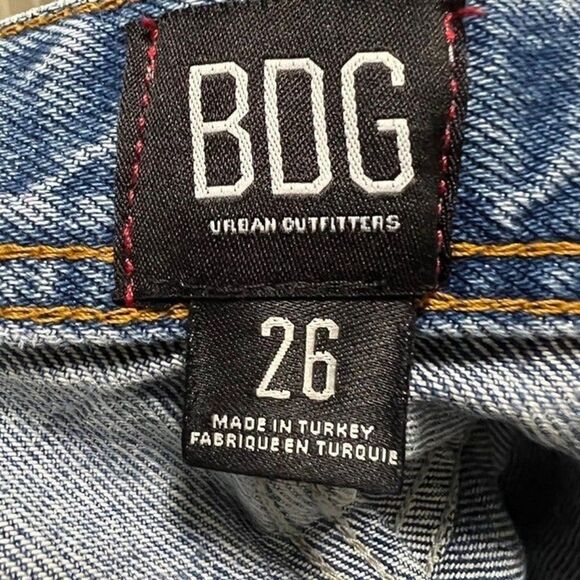 BDG
URBAN OUTFITTERS
26
MADE IN TURKEY
FABRIQUE EN TURQUIE